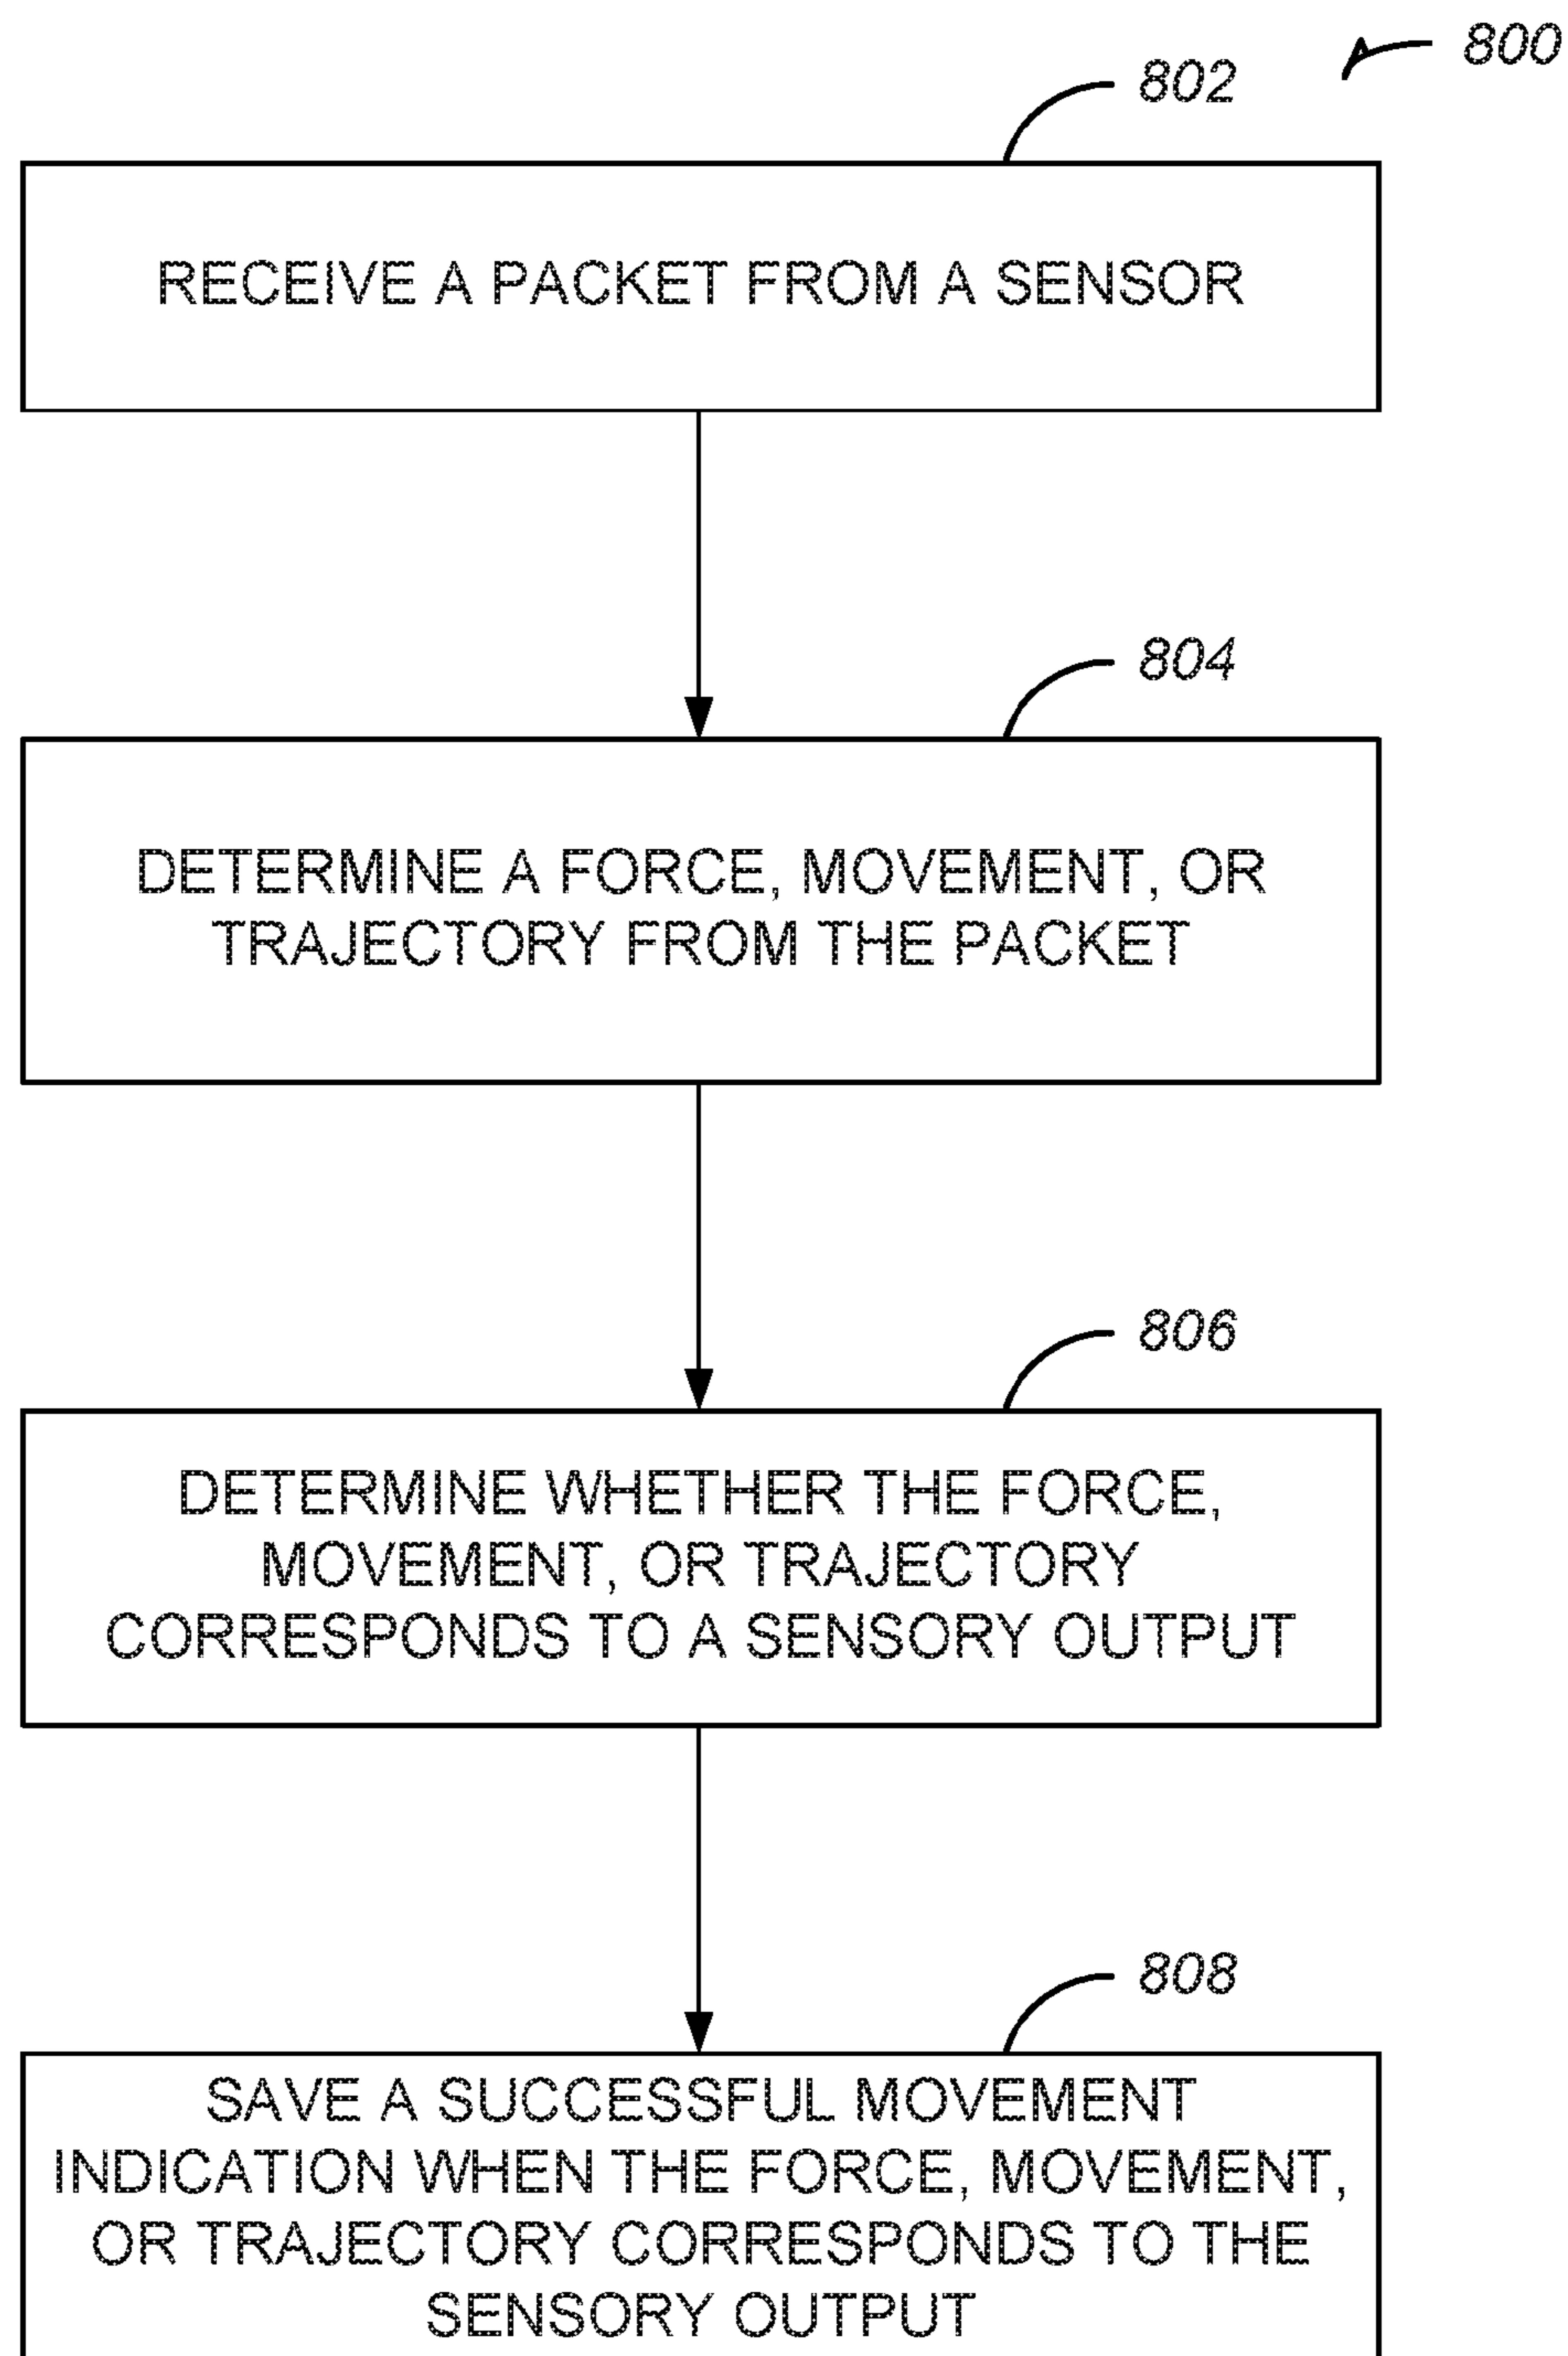 800
802
RECEIVE A PACKET FROM A SENSOR
804
DETERMINE A FORCE, MOVEMENT, OR
TRAJECTORY FROM THE PACKET
806
DETERMINE WHETHER THE FORCE,
MOVEMENT, OR TRAJECTORY
CORRESPONDS TO A SENSORY OUTPUT
808
SAVE A SUCCESSFUL MOVEMENT
INDICATION WHEN THE FORCE, MOVEMENT,
OR TRAJECTORY CORRESPONDS TO THE
SENSORY OUTPUT